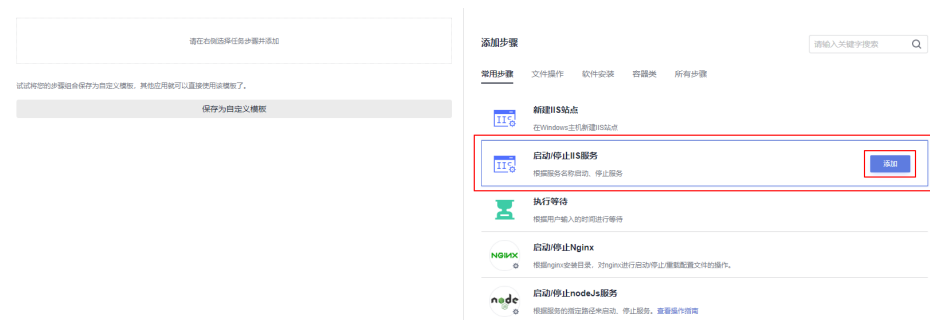 请在右侧选择任务步骤并添加
试试将您的步骤组合保存为自定义模板，其他应用就可以直接使用该模板了。
保存为自定义模板
添加步骤
请输入关键字搜索
常用步骤 文件操作 软件安装 容器类 所有步骤
新建IIS站点
在Windows主机新建IIS站点
启动/停止IIS服务
根据服务名称启动、停止服务
添加
执行等待
根据用户输入的时间进行等待
NGINX
启动/停止Nginx
根据nginx安装目录，对nginx进行启动/停止/重载配置文件的操作。
node
启动/停止nodeJs服务
根据服务的指定路径来启动、停止服务。查看操作指南